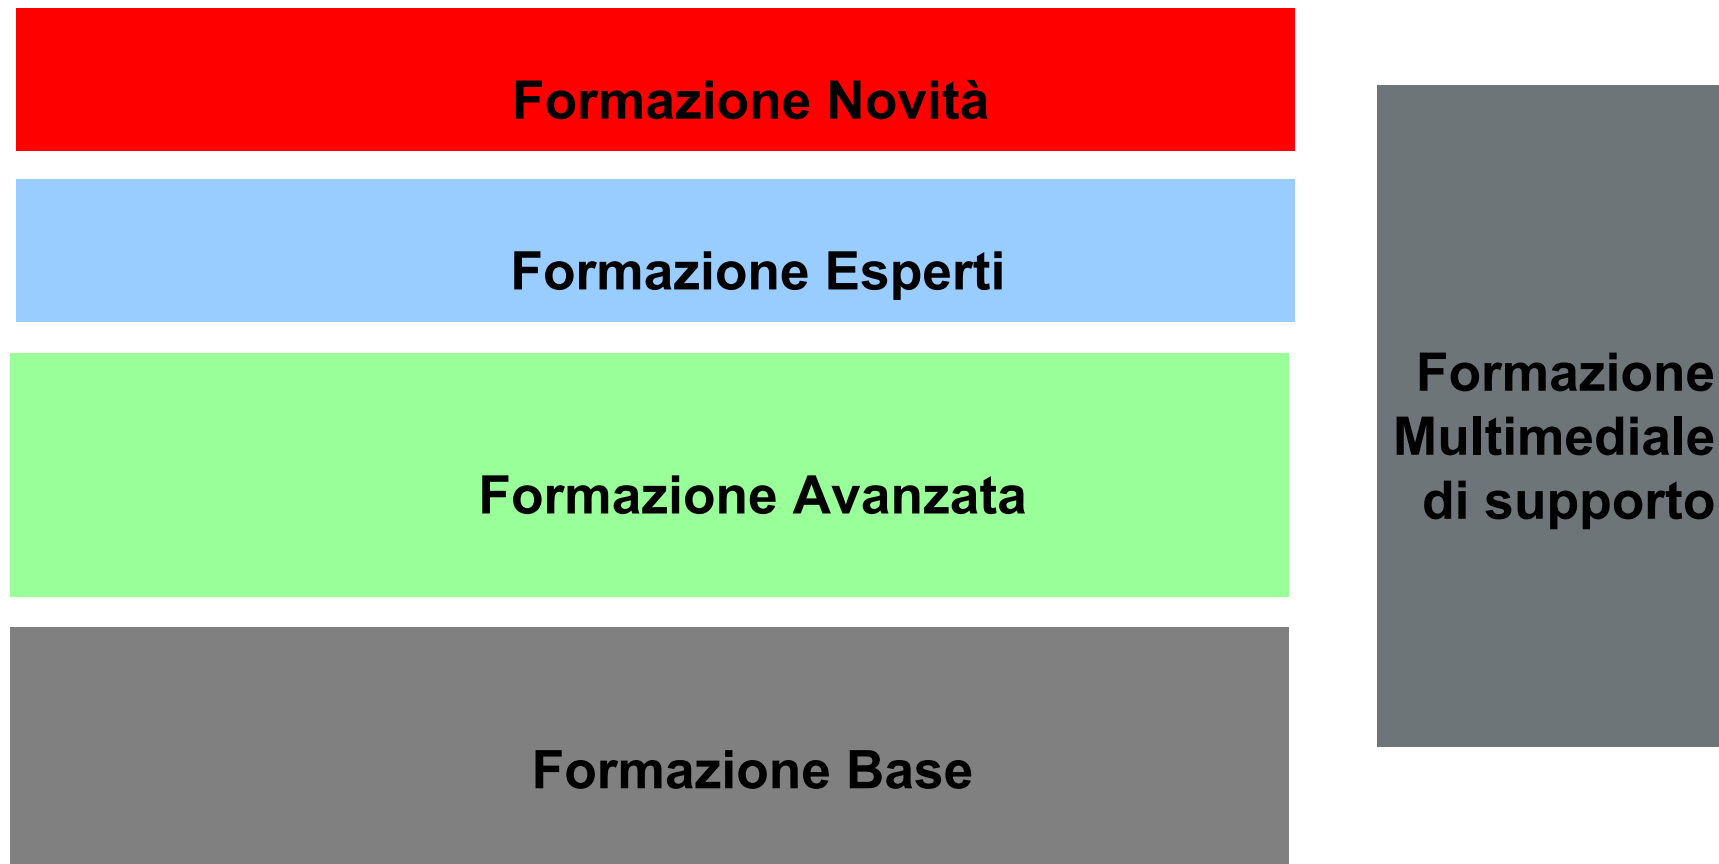 Formazione Novità
Formazione Esperti
Formazione Avanzata
Formazione Base
Formazione
Multimediale
di supporto